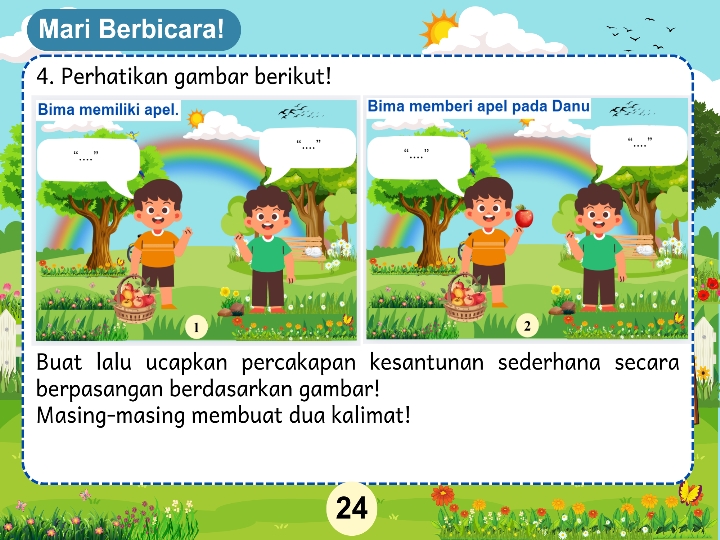 Mari Berbicara!
4. Perhatikan gambar berikut!
Bima memiliki apel.
“....”
“....”
1
Bima memberi apel pada Danu
“....”
“....”
2
Buat lalu ucapkan percakapan kesantunan sederhana secara
berpasangan berdasarkan gambar!
Masing-masing membuat dua kalimat!
24